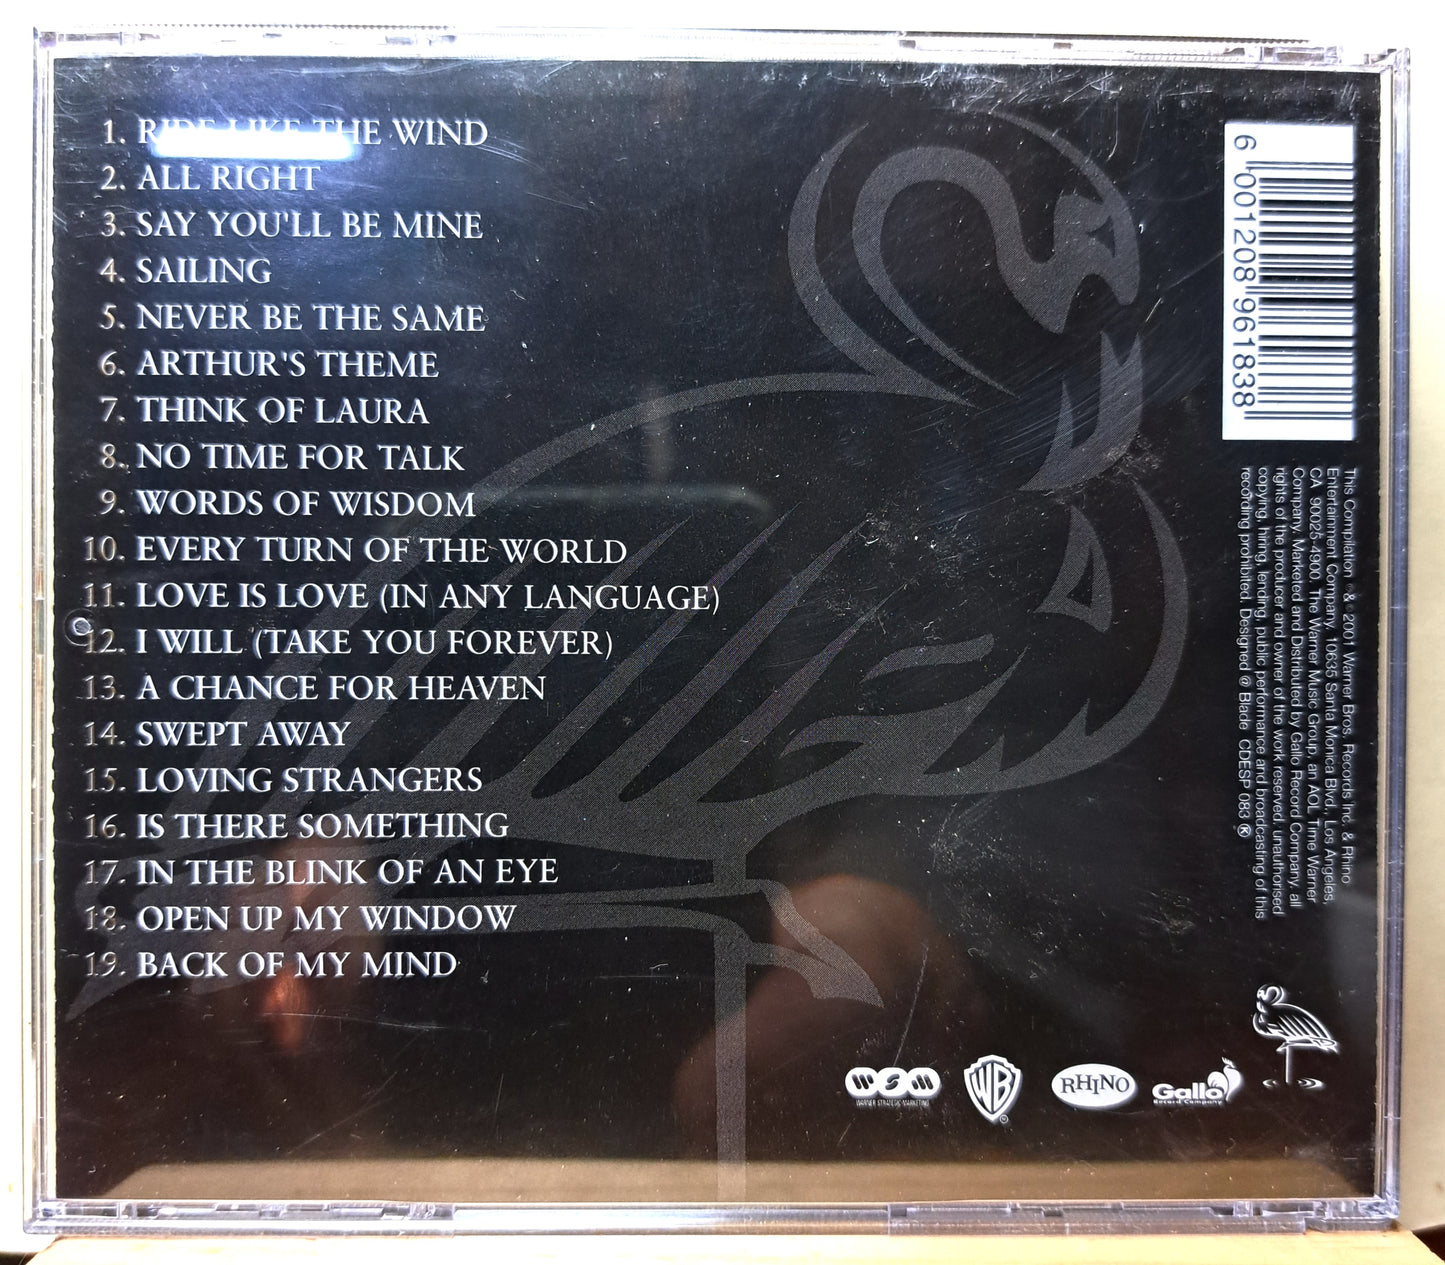 1. RIDE LIKE THE WIND
2. ALL RIGHT
3. SAY YOU'LL BE MINE
4. SAILING
5. NEVER BE THE SAME
6. ARTHUR'S THEME
7. THINK OF LAURA
8. NO TIME FOR TALK
9. WORDS OF WISDOM
10. EVERY TURN OF THE WORLD
11. LOVE IS LOVE (IN ANY LANGUAGE)
12. I WILL (TAKE YOU FOREVER)
13. A CHANCE FOR HEAVEN
14. SWEPT AWAY
15. LOVING STRANGERS
16. IS THERE SOMETHING
17. IN THE BLINK OF AN EYE
18. OPEN UP MY WINDOW
19. BACK OF MY MIND
6 001208 961838
This Compilation & © 2001 Warner Bros. Records Inc. & Rhino
Entertainment Company, 10635 Santa Monica Blvd., Los Angeles,
CA 90025-4900, The Warner Music Group, an AOL Time Warner
Company, Marketed and Distributed by Gallo Record Company, all
rights of the producer and owner of the work reserved, unauthorised
copying, hiring, lending, public performance and broadcasting of this
recording prohibited. Designed @ Blade CDESP 083 Ⓚ
WSM
WARNER STRATEGIC MARKETING
WB
RHINO
Gallo
Record Company